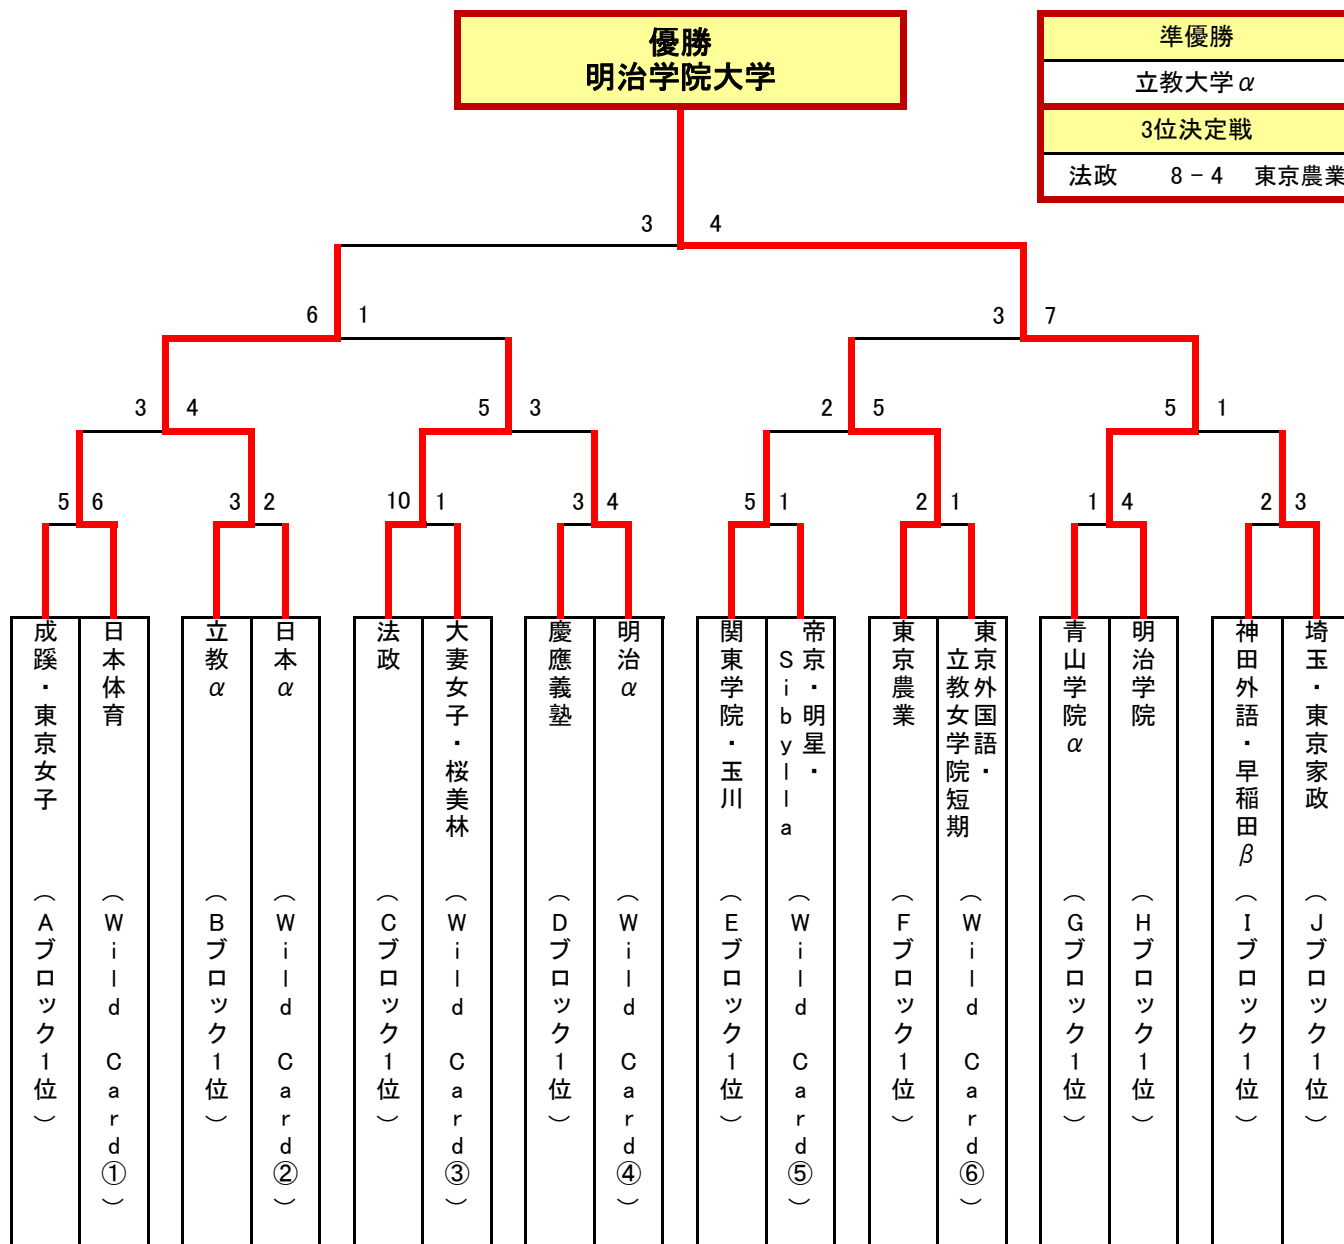 優勝
明治学院大学
準優勝
立教大学α
3位決定戦
法政 8－4 東京農業
3 4
6 1
3 7
3 4
5 3
2 5
5 1
5 6
3 2
10 1
3 4
5 1
2 1
1 4
2 3
成蹊・東京女子（Aブロック1位）
日本体育（Wild Card①）
立教α（Bブロック1位）
日本α（Wild Card②）
法政（Cブロック1位）
大妻女子・桜美林（Wild Card③）
慶應義塾（Dブロック1位）
明治α（Wild Card④）
関東学院・玉川（Eブロック1位）
帝京・明星・
Sibylla（Wild Card⑤）
東京農業（Fブロック1位）
東京外国語・
立教女学院短期（Wild Card⑥）
青山学院α（Gブロック1位）
明治学院（Hブロック1位）
神田外語・早稲田β（Iブロック1位）
埼玉・東京家政（Jブロック1位）